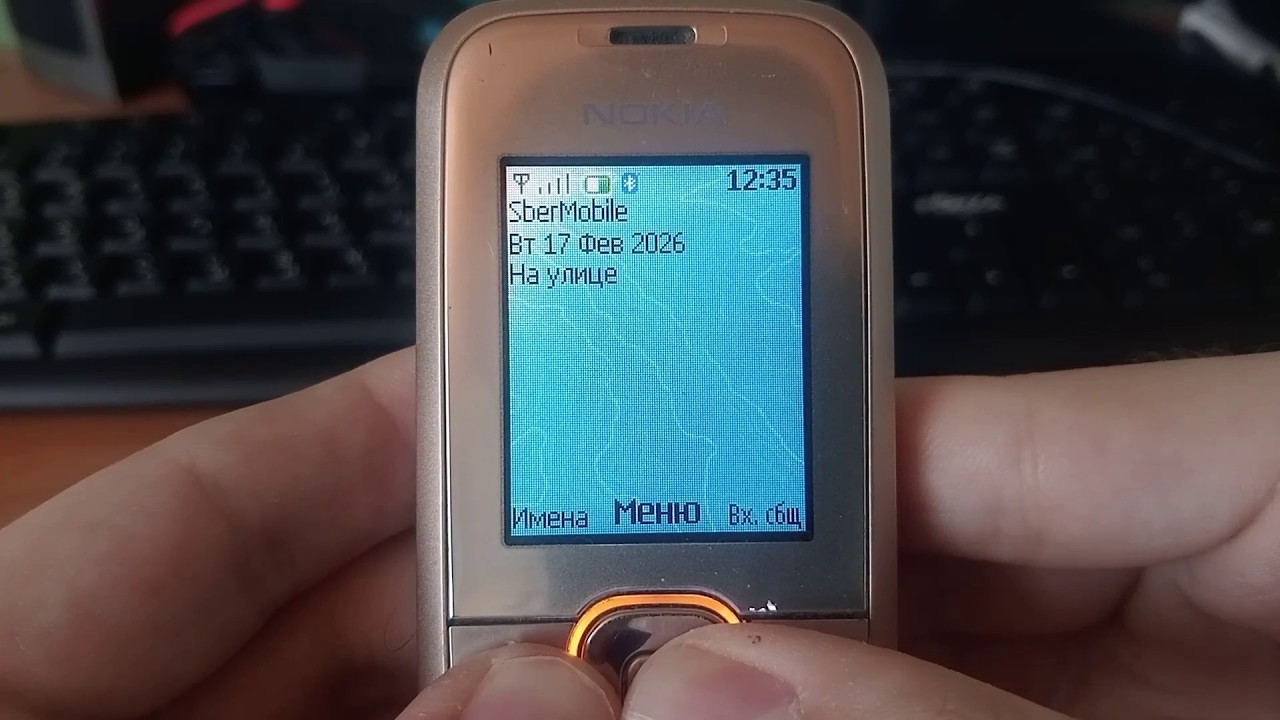 NOKIA
12:35
SberMobile
Вт 17 Фев 2026
На улице
Имена Меню Вх. сбщ